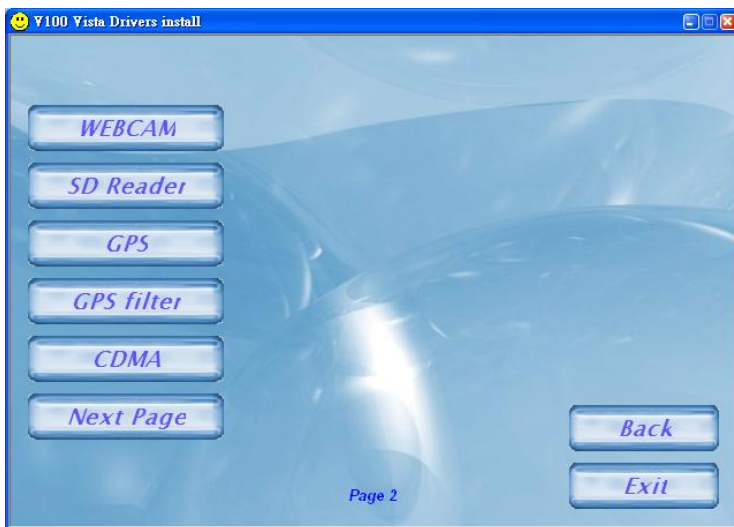 V100 Vista Drivers install
WEBCAM
SD Reader
GPS
GPS filter
CDMA
Next Page
Back
Exit
Page 2